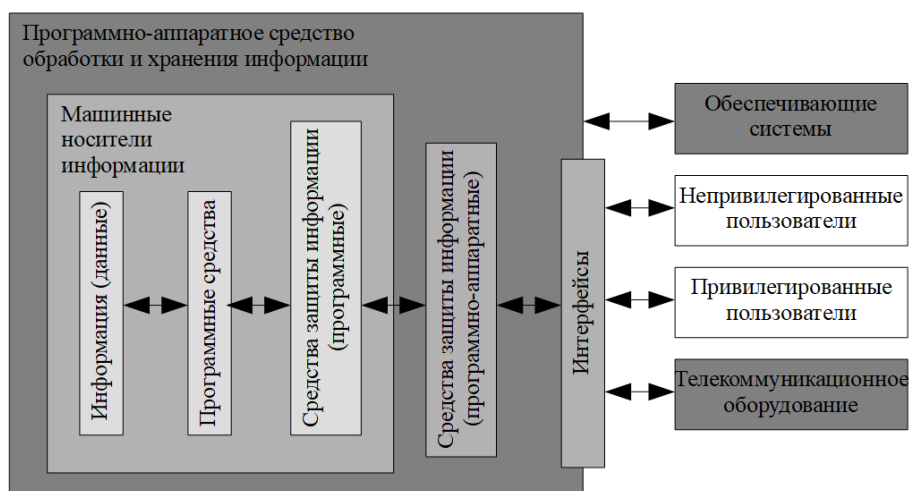 Программно-аппаратное средство
обработки и хранения информации
Машинные
носители
информации
Информация (данные)
Программные средства
Средства защиты информации
(программные)
Средства защиты информации
(программно-аппаратные)
Интерфейсы
Обеспечивающие
системы
Непривилегированные
пользователи
Привилегированные
пользователи
Телекоммуникационное
оборудование